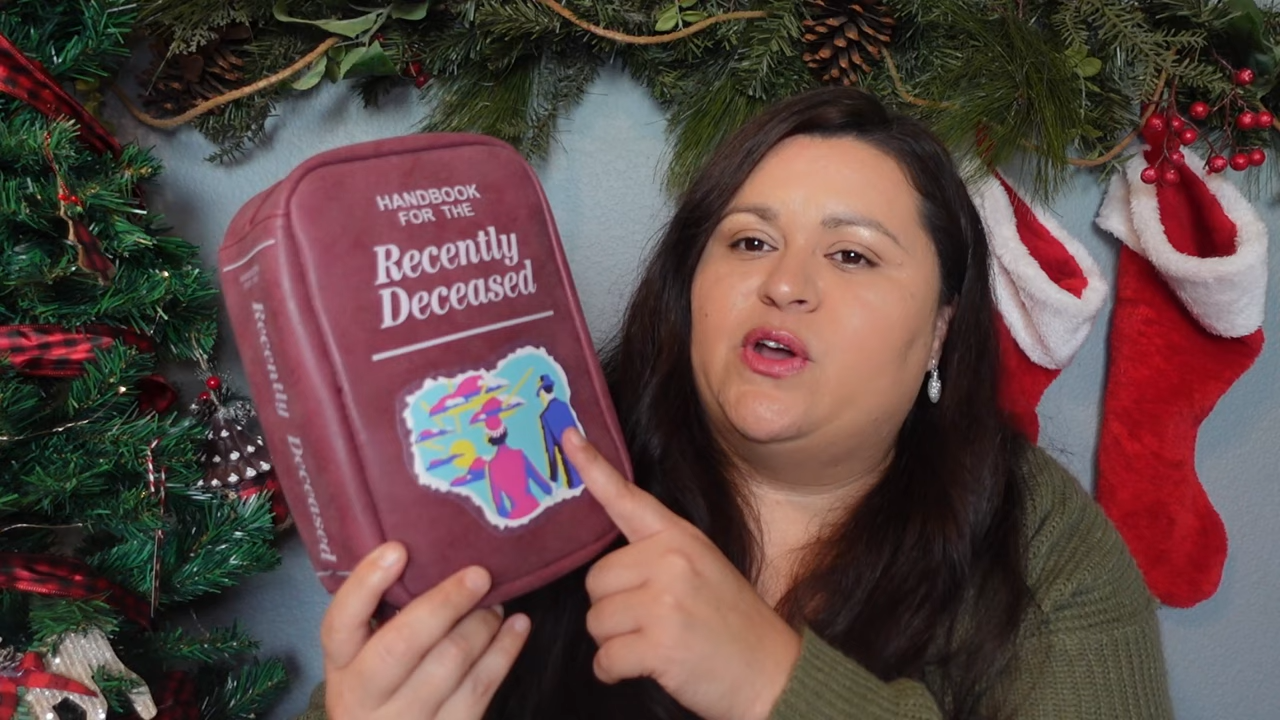 HANDBOOK
FOR THE
Recently
Deceased
Recently Deceased